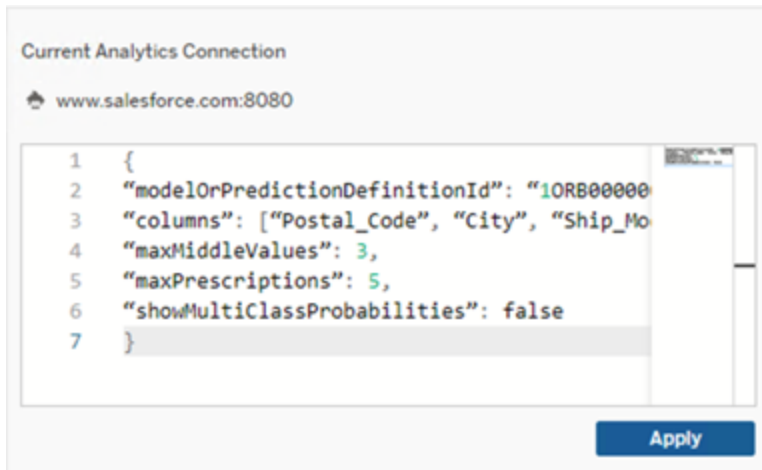 Current Analytics Connection
www.salesforce.com:8080
1 {
2 “modelOrPredictionDefinitionId”: “1ORB00000
3 “columns”: [“Postal_Code”, “City”, “Ship_Mo
4 “maxMiddleValues”: 3,
5 “maxPrescriptions”: 5,
6 “showMultiClassProbabilities”: false
7 }
Apply